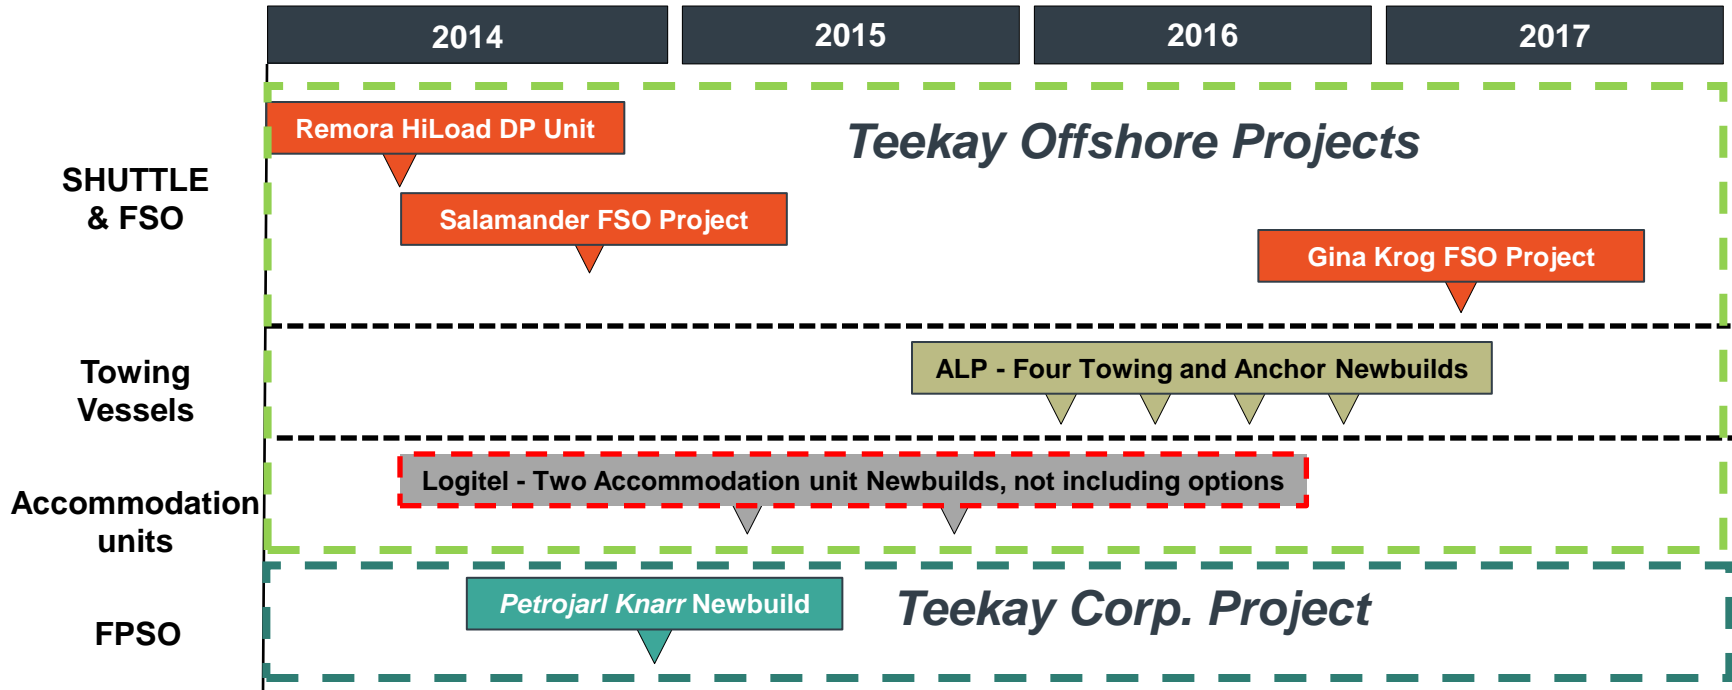 2014
2015
2016
2017
Teekay Offshore Projects
SHUTTLE
& FSO
Remora HiLoad DP Unit
Salamander FSO Project
Gina Krog FSO Project
Towing
Vessels
ALP - Four Towing and Anchor Newbuilds
Accommodation
units
Logitel - Two Accommodation unit Newbuilds, not including options
FPSO
Petrojarl Knarr Newbuild
Teekay Corp. Project